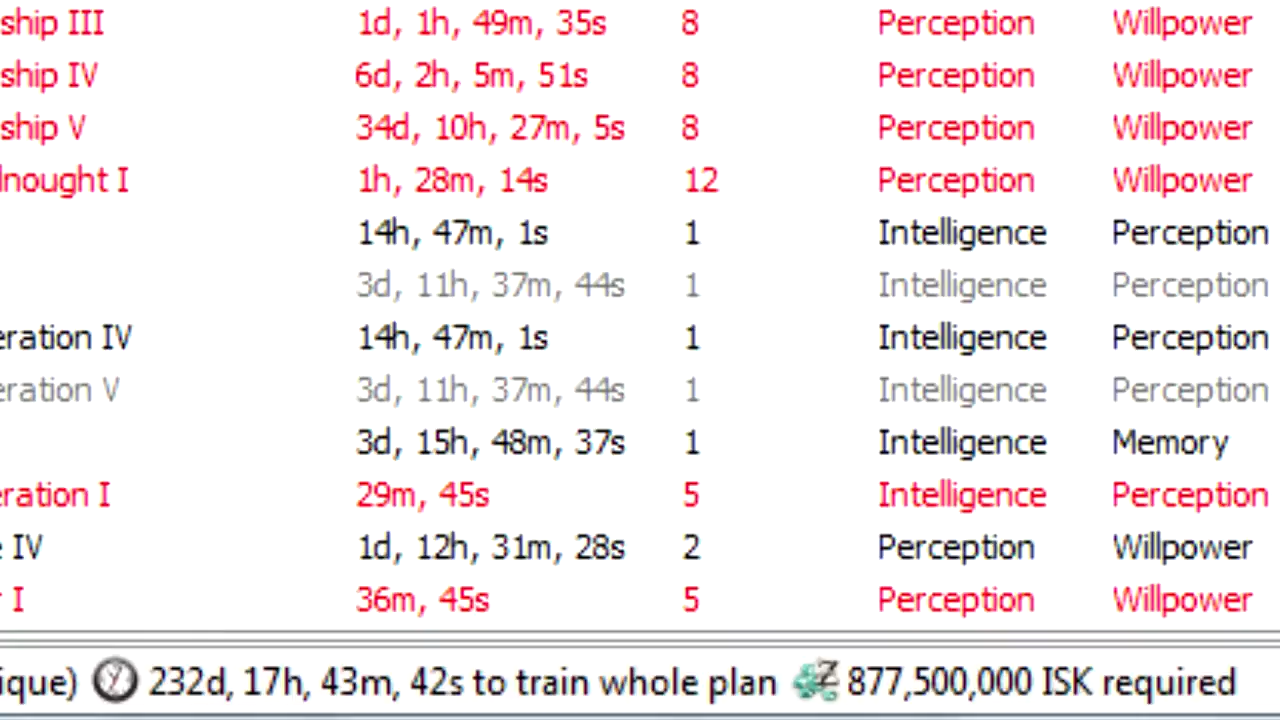 ship III 1d, 1h, 49m, 35s 8 Perception Willpower
ship IV 6d, 2h, 5m, 51s 8 Perception Willpower
ship V 34d, 10h, 27m, 5s 8 Perception Willpower
nought I 1h, 28m, 14s 12 Perception Willpower
14h, 47m, 1s 1 Intelligence Perception
3d, 11h, 37m, 44s 1 Intelligence Perception
eration IV 14h, 47m, 1s 1 Intelligence Perception
eration V 3d, 11h, 37m, 44s 1 Intelligence Perception
3d, 15h, 48m, 37s 1 Intelligence Memory
eration I 29m, 45s 5 Intelligence Perception
e IV 1d, 12h, 31m, 28s 2 Perception Willpower
r I 36m, 45s 5 Perception Willpower
ique) 232d, 17h, 43m, 42s to train whole plan 877,500,000 ISK required